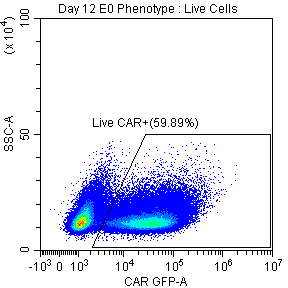 Day 12 E0 Phenotype : Live Cells
(x 10⁴)
100
SSC-A
50
0
Live CAR+(59.89%)
-10³ 0 10³ 10⁴ 10⁵ 10⁶ 10⁷
CAR GFP-A